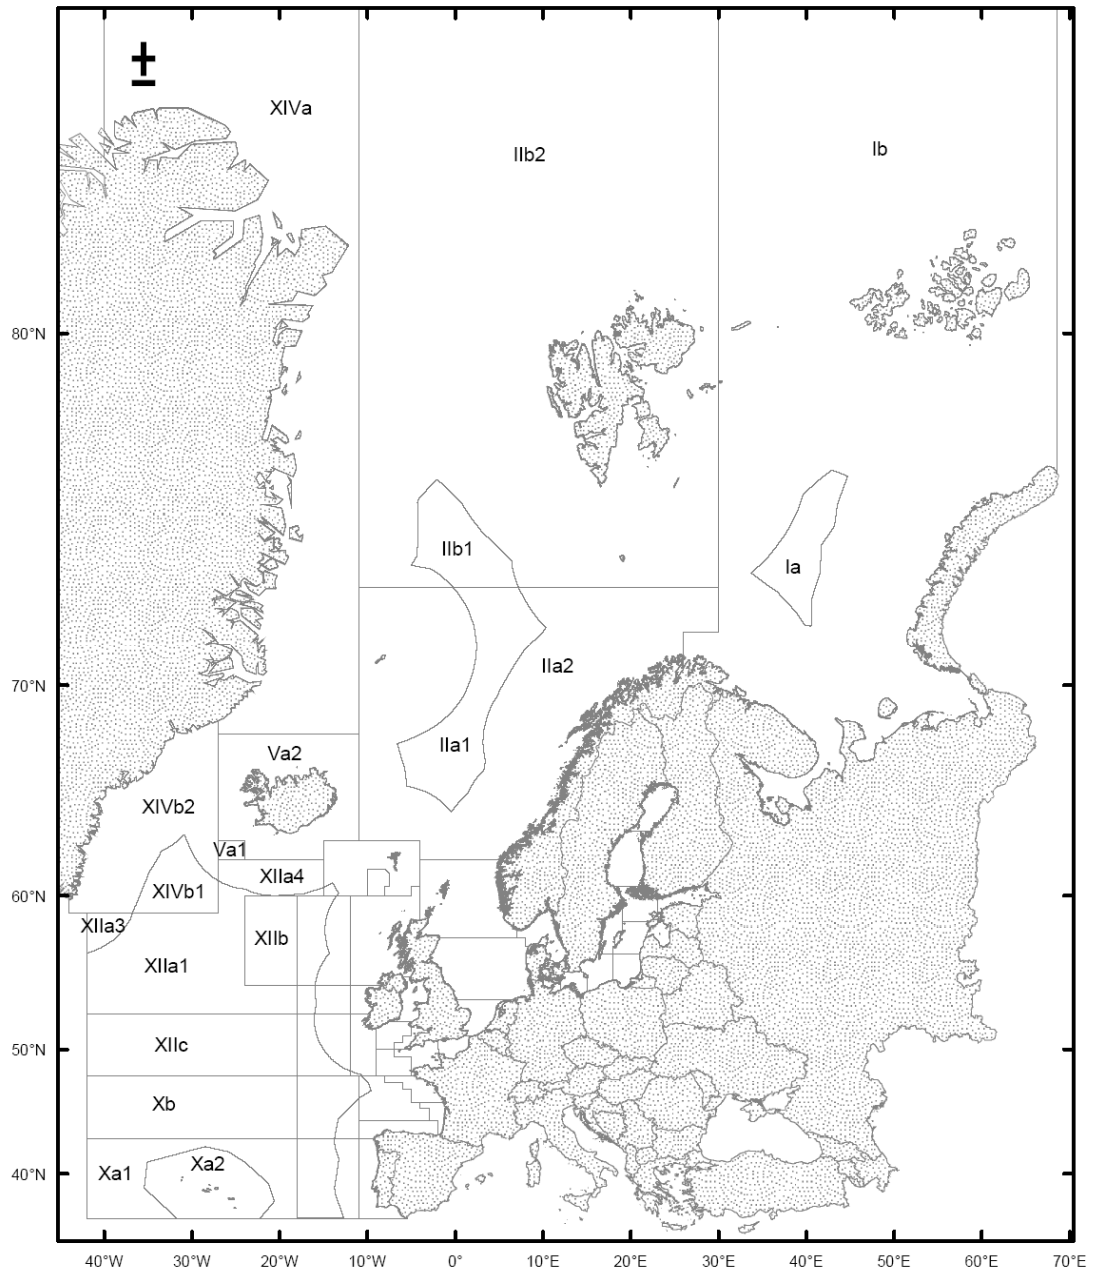 ±
XIVa
IIb2
Ib
80°N
IIb1
Ia
IIa2
70°N
IIa1
Va2
XIVb2
Va1
XIIa4
XIVb1
60°N
XIIa3
XIIb
XIIa1
XIIc
50°N
Xb
Xa2
Xa1
40°N
40°W 30°W 20°W 10°W 0° 10°E 20°E 30°E 40°E 50°E 60°E 70°E